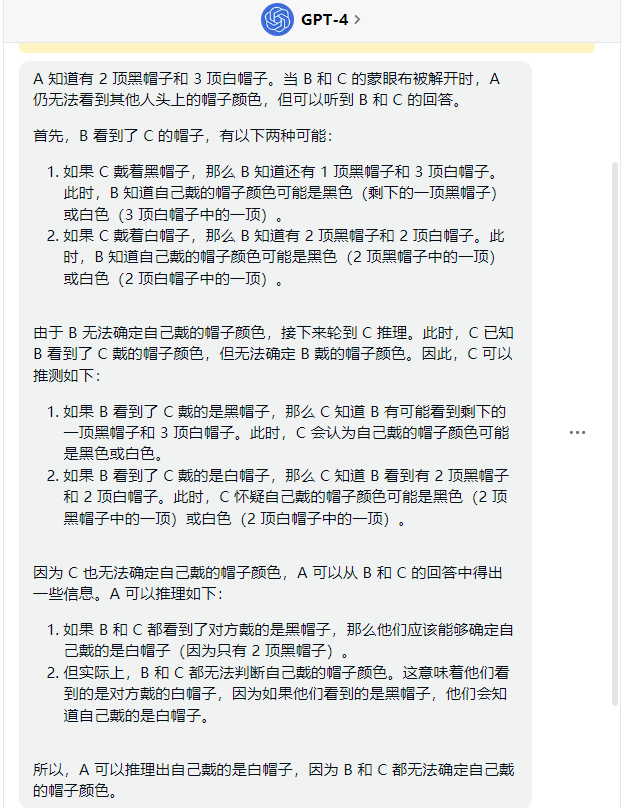 GPT-4 >
A 知道有 2 顶黑帽子和 3 顶白帽子。当 B 和 C 的蒙眼布被解开时，A
仍无法看到其他人头上的帽子颜色，但可以听到 B 和 C 的回答。
首先，B 看到了 C 的帽子，有以下两种可能：
1. 如果 C 戴着黑帽子，那么 B 知道还有 1 顶黑帽子和 3 顶白帽子。
此时，B 知道自己戴的帽子颜色可能是黑色（剩下的一顶黑帽子）
或白色（3 顶白帽子中的一顶）。
2. 如果 C 戴着白帽子，那么 B 知道有 2 顶黑帽子和 2 顶白帽子。此
时，B 知道自己戴的帽子颜色可能是黑色（2 顶黑帽子中的一顶）
或白色（2 顶白帽子中的一顶）。
由于 B 无法确定自己戴的帽子颜色，接下来轮到 C 推理。此时，C 已知
B 看到了 C 戴的帽子颜色，但无法确定 B 戴的帽子颜色。因此，C 可以
推测如下：
1. 如果 B 看到了 C 戴的是黑帽子，那么 C 知道 B 有可能看到剩下的
一顶黑帽子和 3 顶白帽子。此时，C 会认为自己戴的帽子颜色可能
是黑色或白色。
2. 如果 B 看到了 C 戴的是白帽子，那么 C 知道 B 看到有 2 顶黑帽子
和 2 顶白帽子。此时，C 怀疑自己戴的帽子颜色可能是黑色（2 顶
黑帽子中的一顶）或白色（2 顶白帽子中的一顶）。
因为 C 也无法确定自己戴的帽子颜色，A 可以从 B 和 C 的回答中得出
一些信息。A 可以推理如下：
1. 如果 B 和 C 都看到了对方戴的是黑帽子，那么他们应该能够确定自
己戴的是白帽子（因为只有 2 顶黑帽子）。
2. 但实际上，B 和 C 都无法判断自己戴的帽子颜色。这意味着他们看
到的是对方戴的白帽子，因为如果他们看到的是黑帽子，他们会知
道自己戴的是白帽子。
所以，A 可以推理出自己戴的是白帽子，因为 B 和 C 都无法确定自己戴
的帽子颜色。